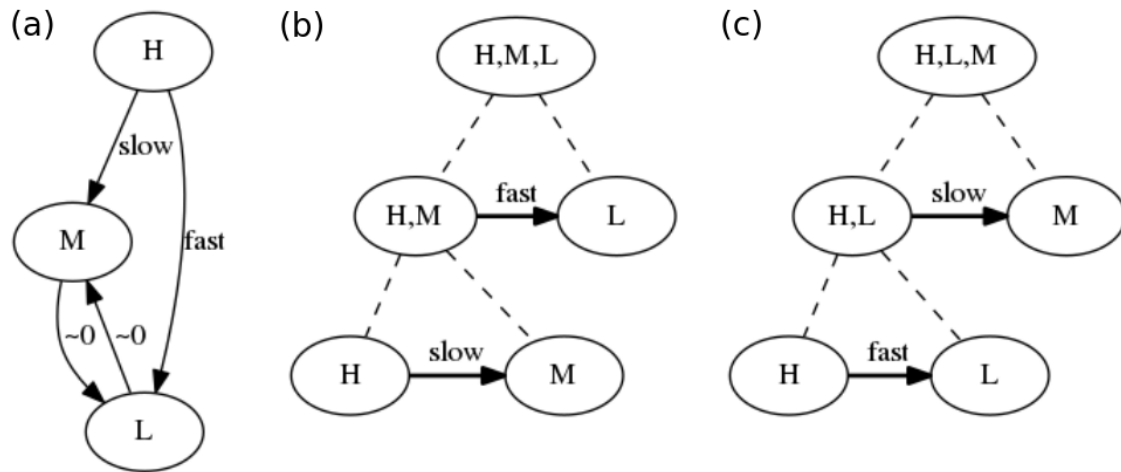 (a)
H
slow
M
fast
~0
~0
L
(b)
H,M,L
H,M
fast
L
H
slow
M
(c)
H,L,M
H,L
slow
M
H
fast
L